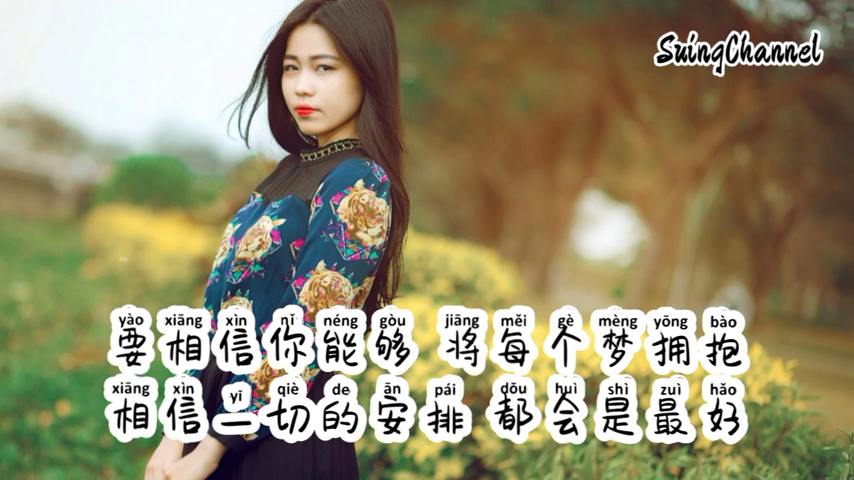 SuingChannel
yào xiāng xìn nǐ néng gòu jiāng měi gè mèng yōng bào
要相信你能够 将每个梦拥抱
xiāng xìn yī qiè de ān pái dōu huì shì zuì hǎo
相信一切的安排 都会是最好